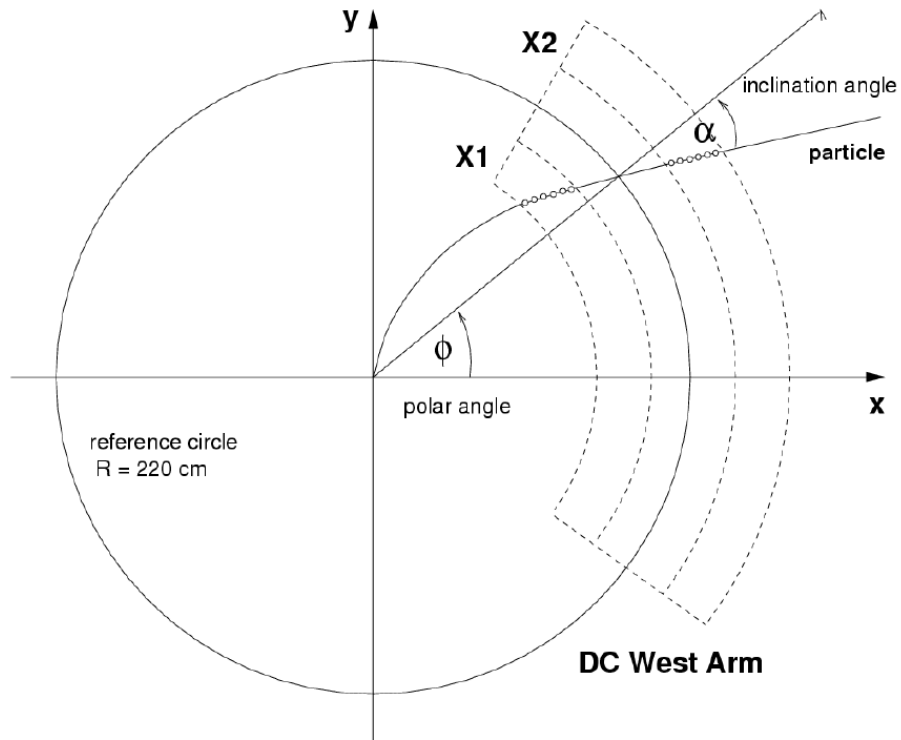 y
X2
inclination angle
α
X1
particle
ϕ
x
polar angle
reference circle
R = 220 cm
DC West Arm